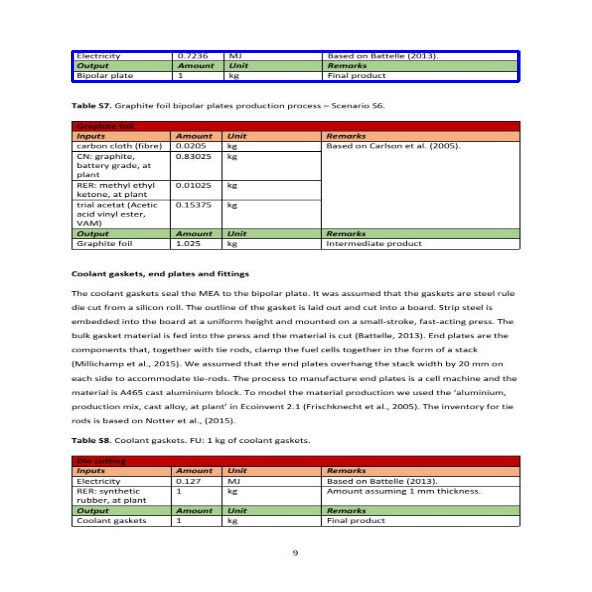 Electricity 0.7236 MJ Based on Battelle (2013).
Output Amount Unit Remarks
Bipolar plate 1 kg Final product
Table S7. Graphite foil bipolar plates production process – Scenario S6.
Graphite foil
Inputs Amount Unit Remarks
carbon cloth (fibre) 0.0205 kg Based on Carlson et al. (2005).
CN: graphite, 0.83025 kg
battery grade, at
plant
RER: methyl ethyl 0.01025 kg
ketone, at plant
trial acetat (Acetic 0.15375 kg
acid vinyl ester,
VAM)
Output Amount Unit Remarks
Graphite foil 1.025 kg Intermediate product
Coolant gaskets, end plates and fittings
The coolant gaskets seal the MEA to the bipolar plate. It was assumed that the gaskets are steel rule
die cut from a silicon roll. The outline of the gasket is laid out and cut into a board. Strip steel is
embedded into the board at a uniform height and mounted on a small-stroke, fast-acting press. The
bulk gasket material is fed into the press and the material is cut (Battelle, 2013). End plates are the
components that, together with tie rods, clamp the fuel cells together in the form of a stack
(Millichamp et al., 2015). We assumed that the end plates overhang the stack width by 20 mm on
each side to accommodate tie-rods. The process to manufacture end plates is a cell machine and the
material is A465 cast aluminium block. To model the material production we used the ‘aluminium,
production mix, cast alloy, at plant’ in Ecoinvent 2.1 (Frischknecht et al., 2005). The inventory for tie
rods is based on Notter et al., (2015).
Table S8. Coolant gaskets. FU: 1 kg of coolant gaskets.
Die cutting
Inputs Amount Unit Remarks
Electricity 0.127 MJ Based on Battelle (2013).
RER: synthetic 1 kg Amount assuming 1 mm thickness.
rubber, at plant
Output Amount Unit Remarks
Coolant gaskets 1 kg Final product
9